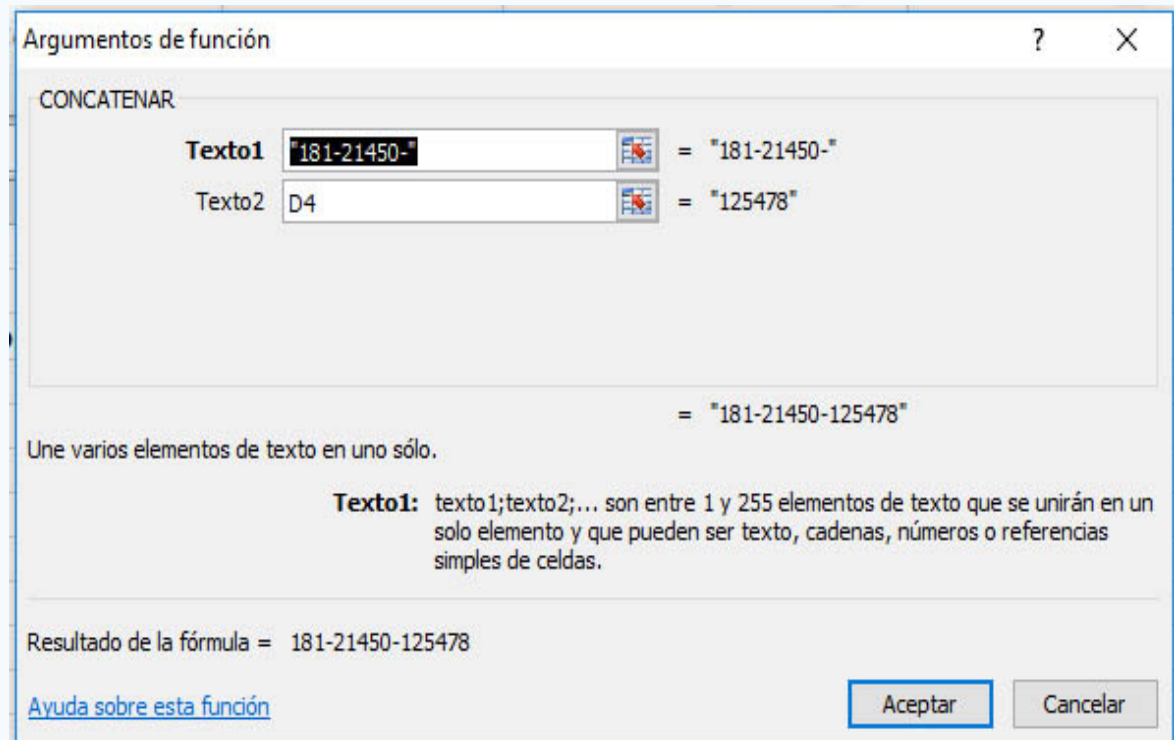 Argumentos de función ? X
CONCATENAR
Texto1 "181-21450-" = "181-21450-"
Texto2 D4 = "125478"
= "181-21450-125478"
Une varios elementos de texto en uno sólo.
Texto1: texto1;texto2;... son entre 1 y 255 elementos de texto que se unirán en un
solo elemento y que pueden ser texto, cadenas, números o referencias
simples de celdas.
Resultado de la fórmula = 181-21450-125478
Ayuda sobre esta función Aceptar Cancelar